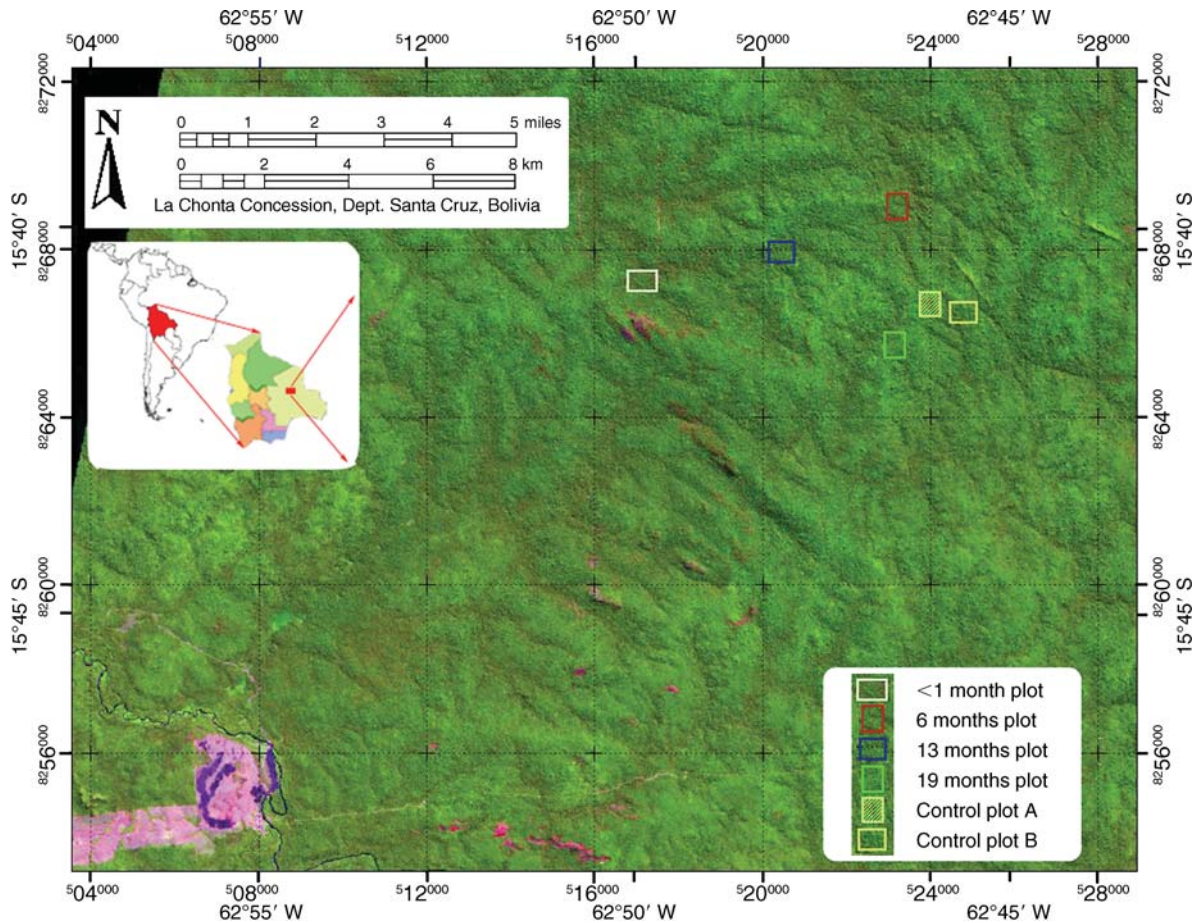 62°55′ W 62°50′ W 62°45′ W
504000 508000 512000 516000 520000 524000 528000
8272000 8272000
N
0 1 2 3 4 5 miles
0 2 4 6 8 km
La Chonta Concession, Dept. Santa Cruz, Bolivia
15°40′ S 15°40′ S
8268000 8268000
8264000 8264000
8260000 8260000
15°45′ S 15°45′ S
8256000 8256000
<1 month plot
6 months plot
13 months plot
19 months plot
Control plot A
Control plot B
504000 508000 512000 516000 520000 524000 528000
62°55′ W 62°50′ W 62°45′ W